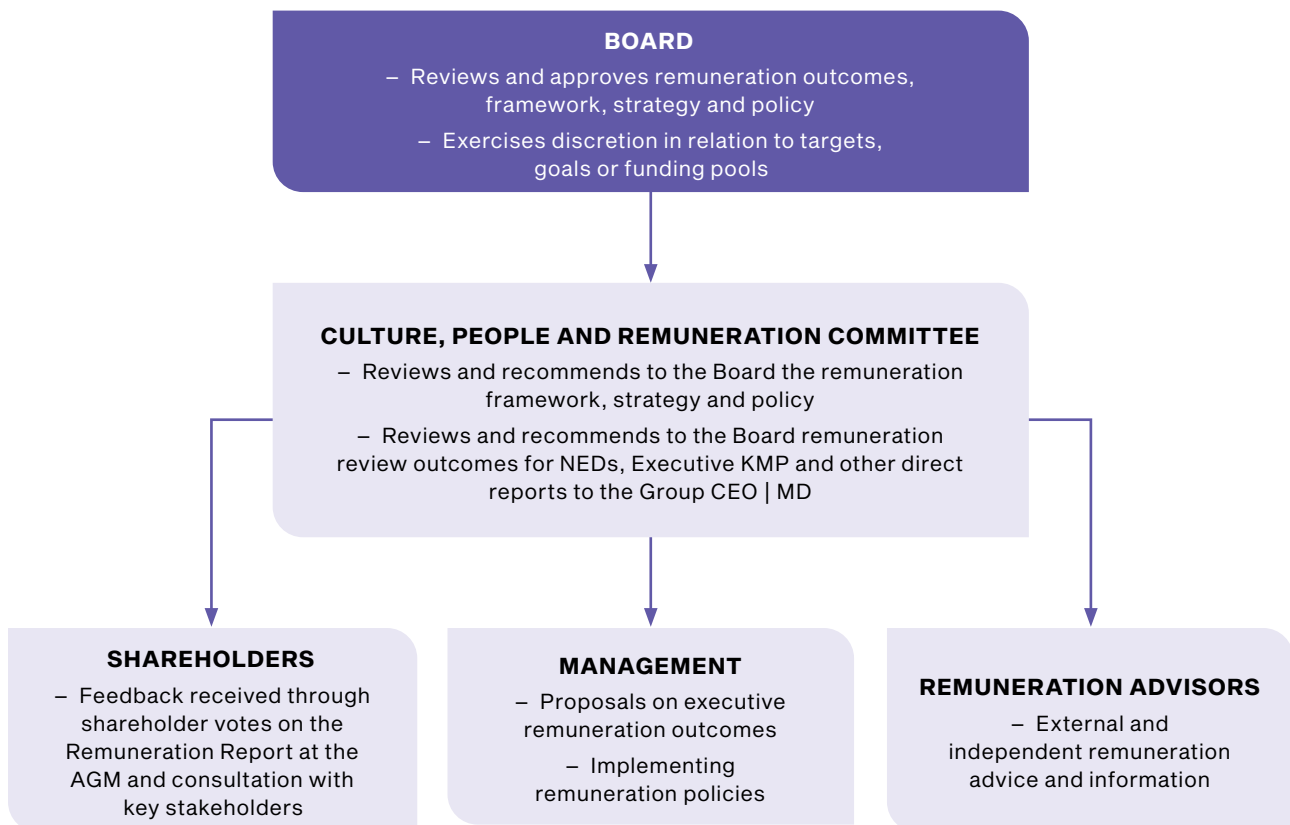 BOARD
– Reviews and approves remuneration outcomes,
framework, strategy and policy
– Exercises discretion in relation to targets,
goals or funding pools
CULTURE, PEOPLE AND REMUNERATION COMMITTEE
– Reviews and recommends to the Board the remuneration
framework, strategy and policy
– Reviews and recommends to the Board remuneration
review outcomes for NEDs, Executive KMP and other direct
reports to the Group CEO | MD
SHAREHOLDERS
– Feedback received through
shareholder votes on the
Remuneration Report at the
AGM and consultation with
key stakeholders
MANAGEMENT
– Proposals on executive
remuneration outcomes
– Implementing
remuneration policies
REMUNERATION ADVISORS
– External and
independent remuneration
advice and information